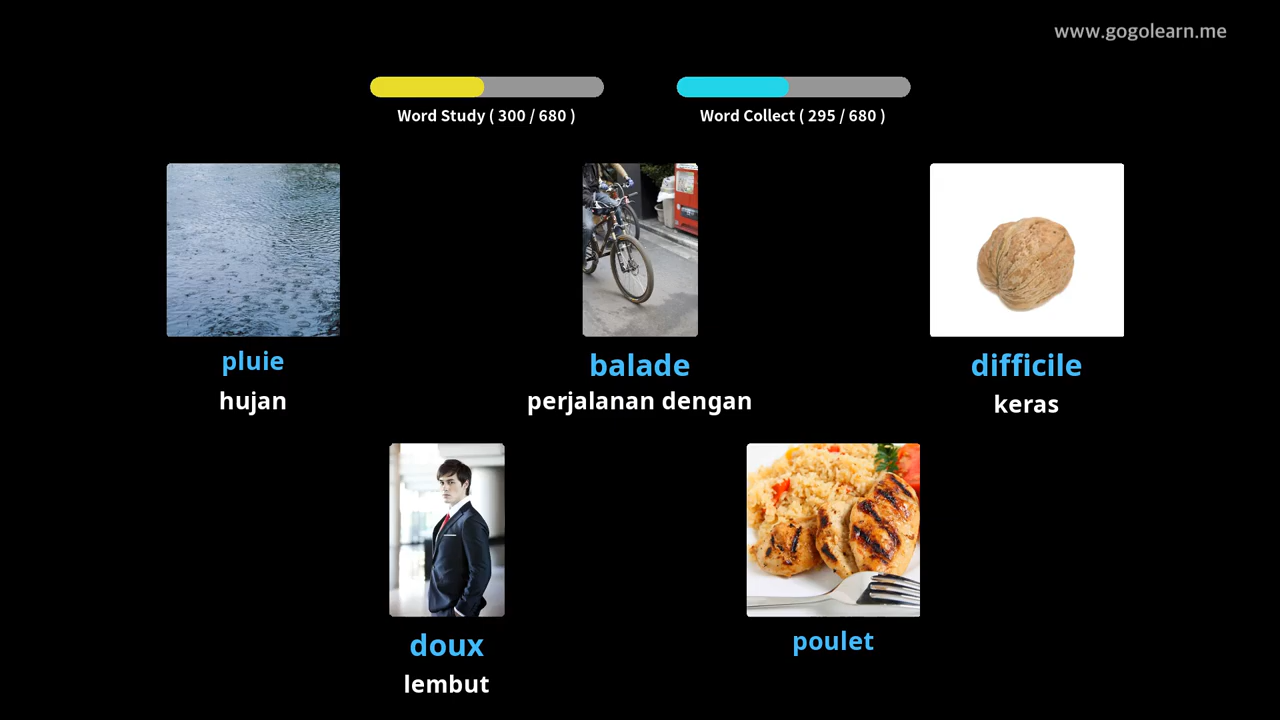 www.gogolearn.me
Word Study ( 300 / 680 )
Word Collect ( 295 / 680 )
pluie
hujan
balade
perjalanan dengan
difficile
keras
doux
lembut
poulet